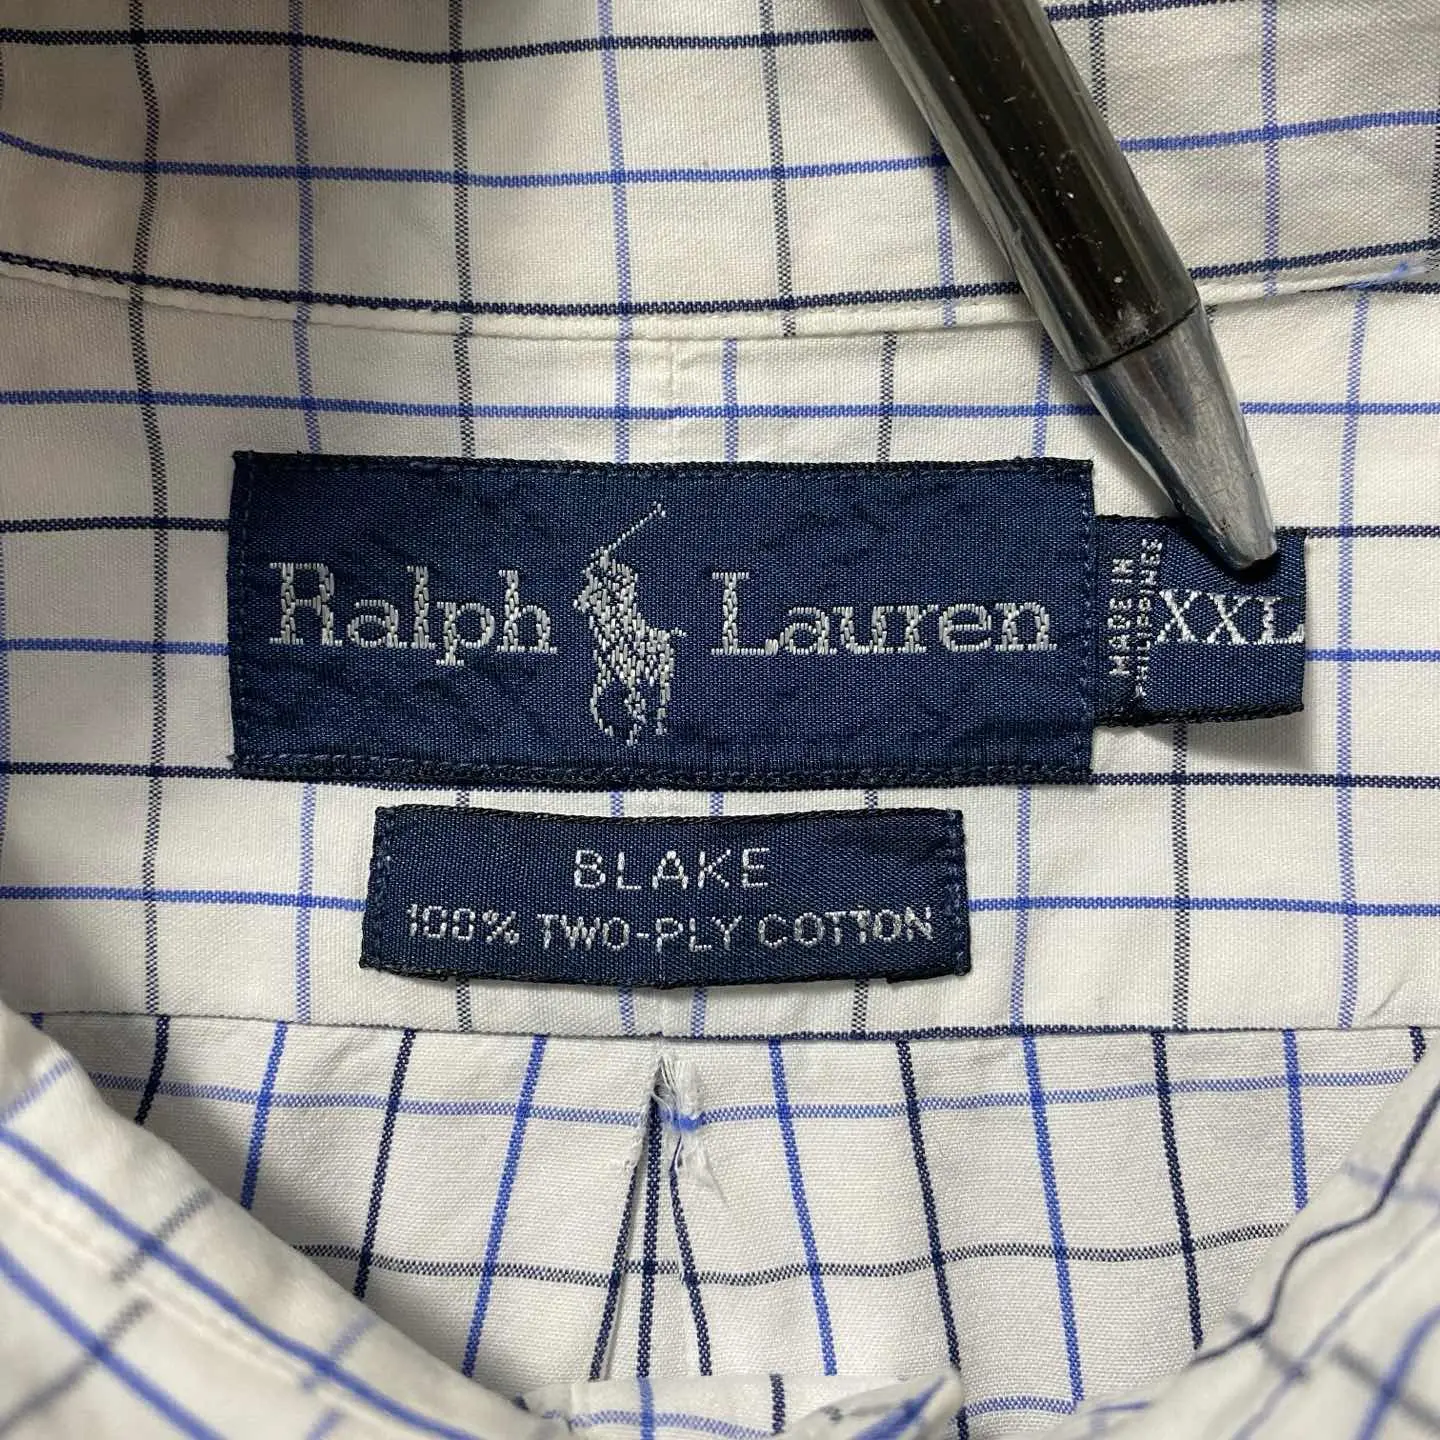 Ralph Lauren
MADE IN
PHILIPPINES
XXL
BLAKE
100% TWO-PLY COTTON